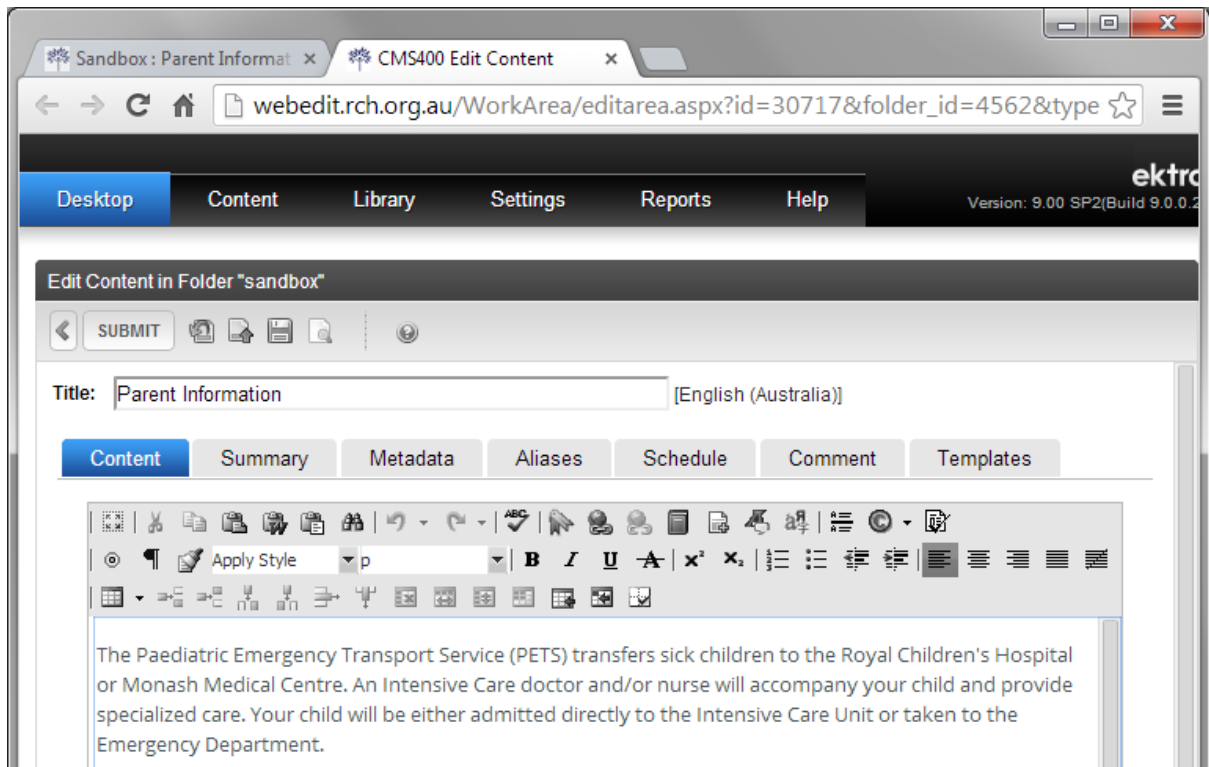 Sandbox : Parent Informat
CMS400 Edit Content
webedit.rch.org.au/WorkArea/editarea.aspx?id=30717&folder_id=4562&type
ektro
Desktop Content Library Settings Reports Help
Version: 9.00 SP2(Build 9.0.0.2
Edit Content in Folder "sandbox"
SUBMIT
Title: Parent Information [English (Australia)]
Content Summary Metadata Aliases Schedule Comment Templates
ABC
Apply Style p B I U A x² x₂
The Paediatric Emergency Transport Service (PETS) transfers sick children to the Royal Children's Hospital
or Monash Medical Centre. An Intensive Care doctor and/or nurse will accompany your child and provide
specialized care. Your child will be either admitted directly to the Intensive Care Unit or taken to the
Emergency Department.